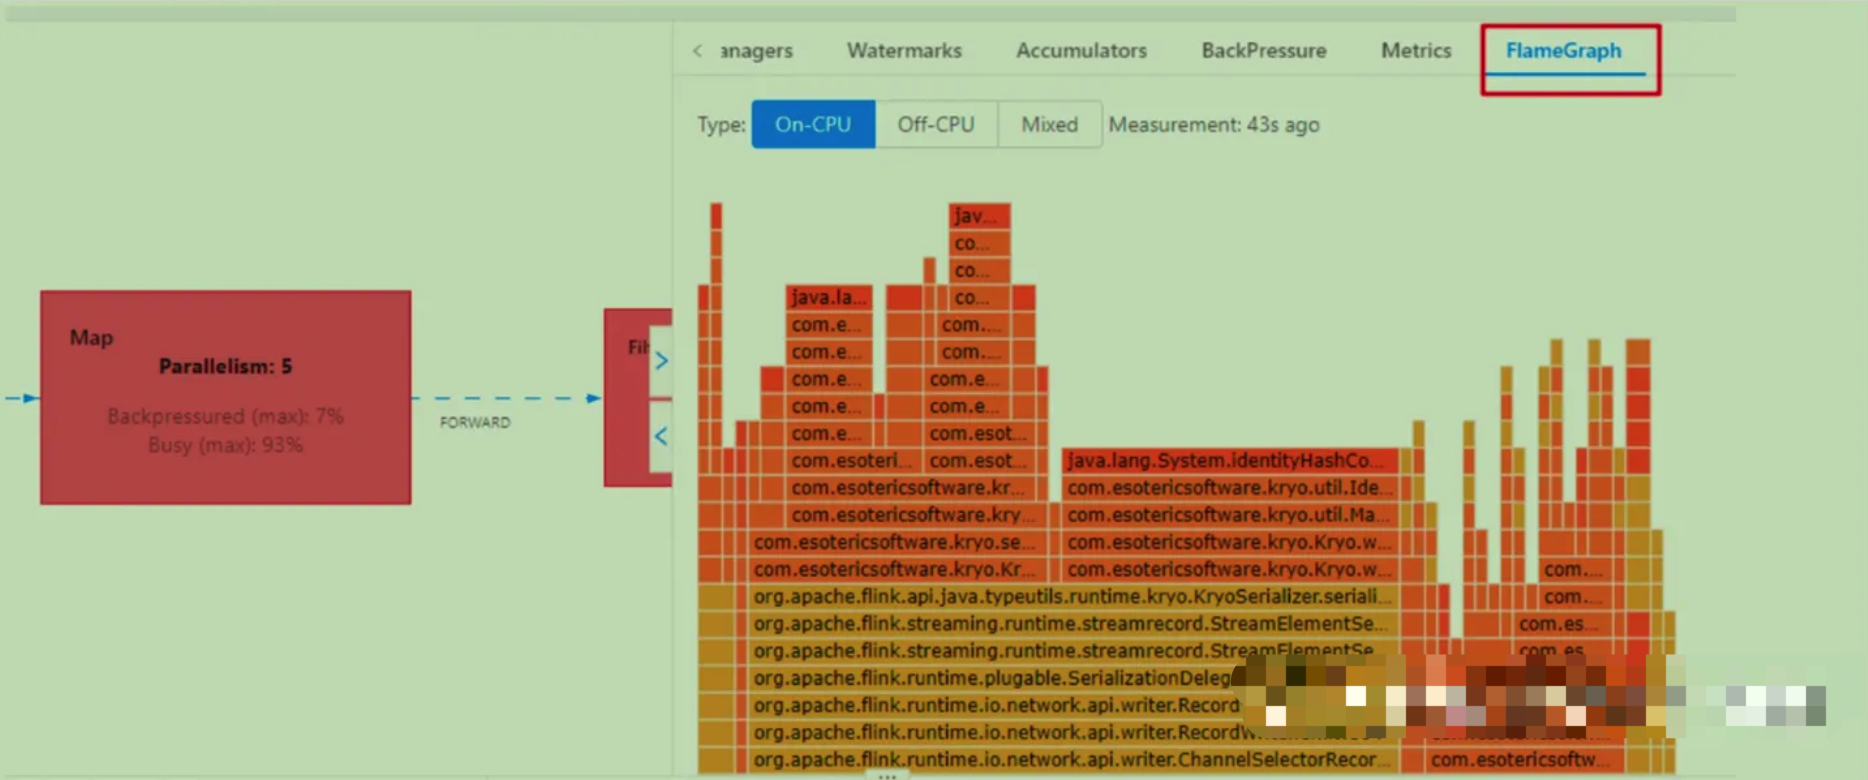 anagers Watermarks Accumulators BackPressure Metrics FlameGraph
Type: On-CPU Off-CPU Mixed Measurement: 43s ago
Map
Parallelism: 5
Backpressured (max): 7%
Busy (max): 93%
FORWARD
jav...
co...
co...
java.la... co...
com.e... com....
com.e... com....
com.e... com.e...
com.e... com.e...
com.e... com.esot...
com.esoteri... com.esot... java.lang.System.identityHashCo...
com.esotericsoftware.kr... com.esotericsoftware.kryo.util.Ide...
com.esotericsoftware.kry... com.esotericsoftware.kryo.util.Ma...
com.esotericsoftware.kryo.se... com.esotericsoftware.kryo.Kryo.w...
com.esotericsoftware.kryo.Kr... com.esotericsoftware.kryo.Kryo.w... com....
org.apache.flink.api.java.typeutils.runtime.kryo.KryoSerializer.seriali... com....
org.apache.flink.streaming.runtime.streamrecord.StreamElementSe... com.es...
org.apache.flink.streaming.runtime.streamrecord.StreamElementSe com.es
org.apache.flink.runtime.plugable.SerializationDeleg
org.apache.flink.runtime.io.network.api.writer.Record
org.apache.flink.runtime.io.network.api.writer.RecordW
org.apache.flink.runtime.io.network.api.writer.ChannelSelectorRecor... com.esotericsoftw...